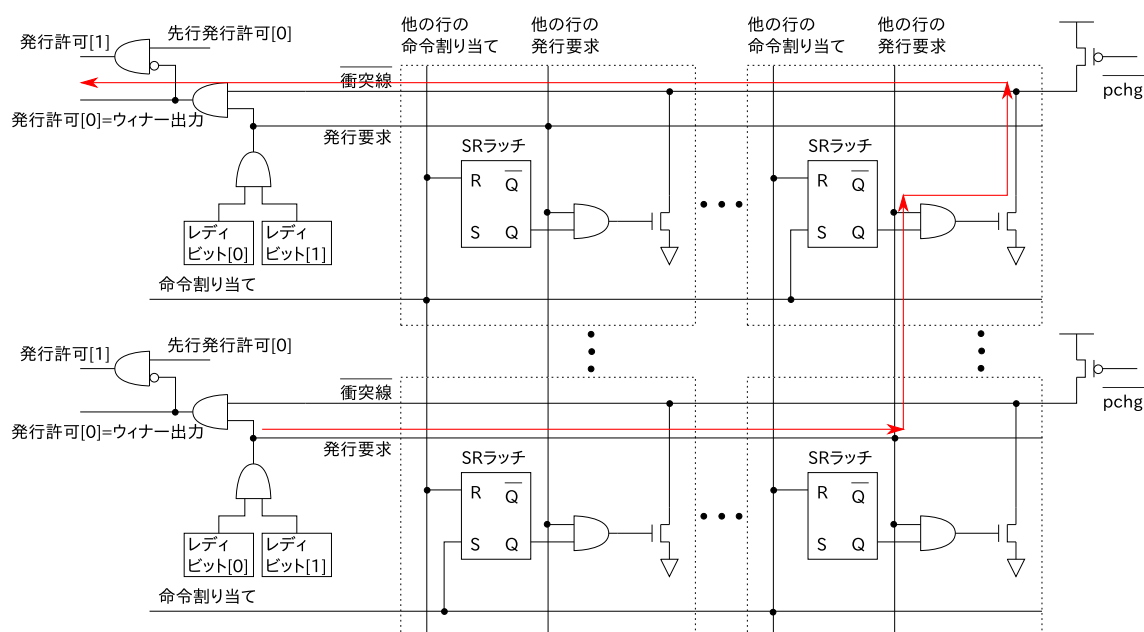 他の行の
命令割り当て
他の行の
発行要求
他の行の
命令割り当て
他の行の
発行要求
発行許可[1]
先行発行許可[0]
衝突線
pchg
発行許可[0]=ウィナー出力
発行要求
SRラッチ
R Q
S Q
SRラッチ
R Q
S Q
レディ
ビット[0]
レディ
ビット[1]
命令割り当て
発行許可[1]
先行発行許可[0]
衝突線
pchg
発行許可[0]=ウィナー出力
発行要求
SRラッチ
R Q
S Q
SRラッチ
R Q
S Q
レディ
ビット[0]
レディ
ビット[1]
命令割り当て